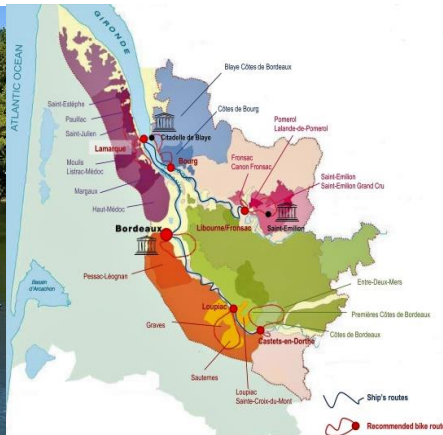 GIRONDE
ATLANTIC OCEAN
Blaye Côtes de Bordeaux
Saint-Estèphe
Côtes de Bourg
Pauillac
Pomerol
Lalande-de-Pomerol
Saint-Julien
Citadelle de Blaye
Lamarque
Bourg
Fronsac
Canon Fronsac
Moulis
Listrac-Médoc
Saint-Emilion
Saint-Emilion Grand Cru
Margaux
Haut-Médoc
Saint-Emilion
Libourne/Fronsac
Bordeaux
Pessac-Léognan
Entre-Deux-Mers
Bassin
d'Arcachon
Loupiac
Premières Côtes de Bordeaux
Graves
Castets-en-Dorthe
Côtes de Bordeaux
Sauternes
Loupiac
Sainte-Croix-du-Mont
Ship's routes
Recommended bike rout